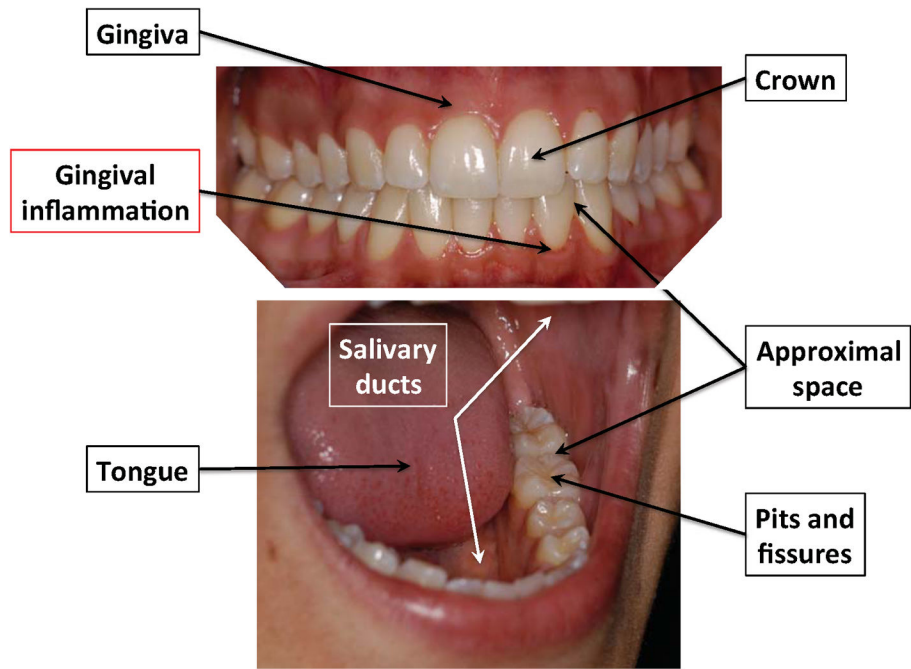 Gingiva
Crown
Gingival
inflammation
Salivary
ducts
Approximal
space
Tongue
Pits and
fissures